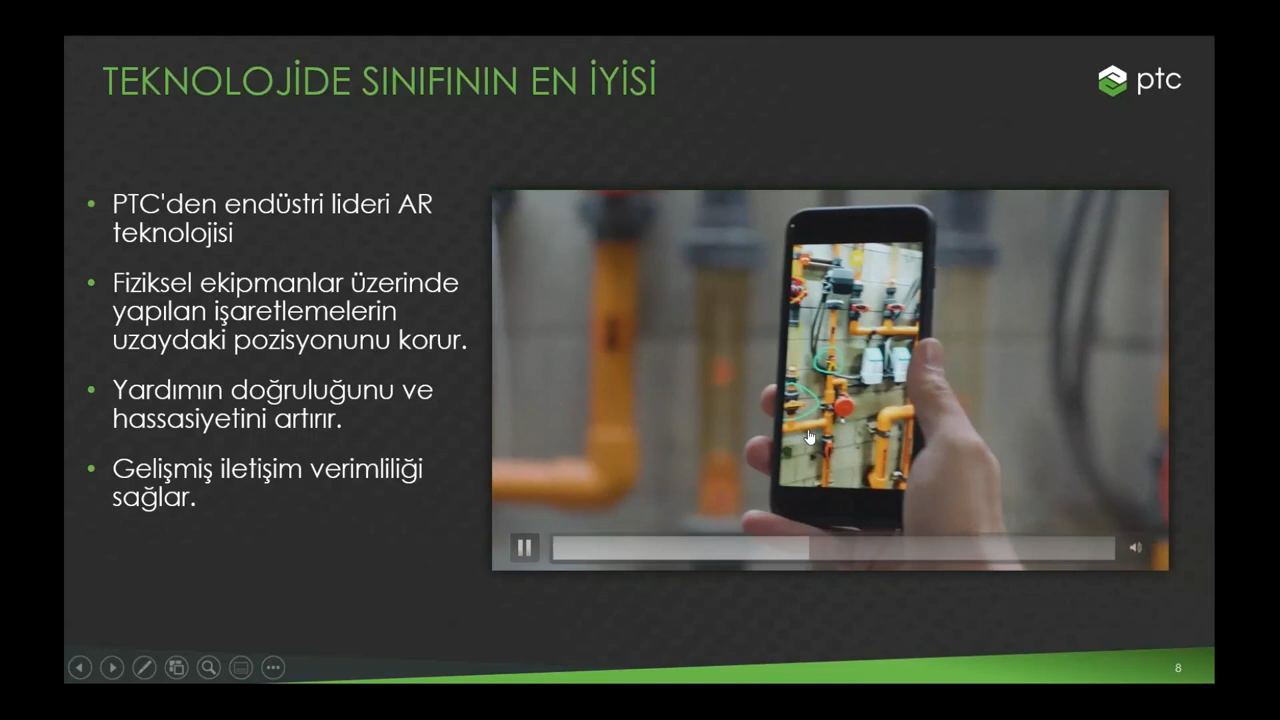 TEKNOLOJİDE SINIFININ EN İYİSİ
ptc
• PTC'den endüstri lideri AR
teknolojisi
• Fiziksel ekipmanlar üzerinde
yapılan işaretlemelerin
uzaydaki pozisyonunu korur.
• Yardımın doğruluğunu ve
hassasiyetini artırır.
• Gelişmiş iletişim verimliliği
sağlar.
8